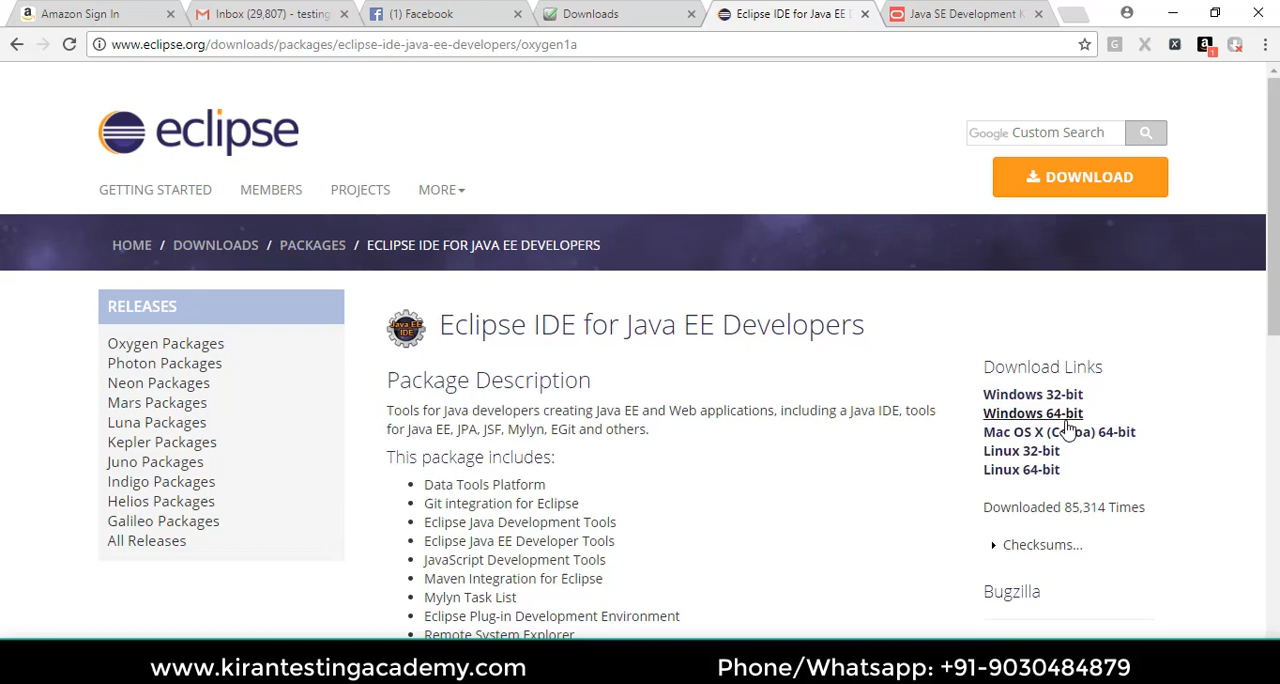 Amazon Sign In
Inbox (29,807) - testing
(1) Facebook
Downloads
Eclipse IDE for Java EE D
Java SE Development K
www.eclipse.org/downloads/packages/eclipse-ide-java-ee-developers/oxygen1a
G
a
1
eclipse
Google Custom Search
DOWNLOAD
GETTING STARTED MEMBERS PROJECTS MORE
HOME / DOWNLOADS / PACKAGES / ECLIPSE IDE FOR JAVA EE DEVELOPERS
RELEASES
Oxygen Packages
Photon Packages
Neon Packages
Mars Packages
Luna Packages
Kepler Packages
Juno Packages
Indigo Packages
Helios Packages
Galileo Packages
All Releases
Java EE
IDE
Eclipse IDE for Java EE Developers
Package Description
Tools for Java developers creating Java EE and Web applications, including a Java IDE, tools
for Java EE, JPA, JSF, Mylyn, EGit and others.
This package includes:
• Data Tools Platform
• Git integration for Eclipse
• Eclipse Java Development Tools
• Eclipse Java EE Developer Tools
• JavaScript Development Tools
• Maven Integration for Eclipse
• Mylyn Task List
• Eclipse Plug-in Development Environment
• Remote System Explorer
Download Links
Windows 32-bit
Windows 64-bit
Mac OS X 64-bit
Linux 32-bit
Linux 64-bit
Downloaded 85,314 Times
Checksums...
Bugzilla
www.kirantestingacademy.com
Phone/Whatsapp: +91-9030484879